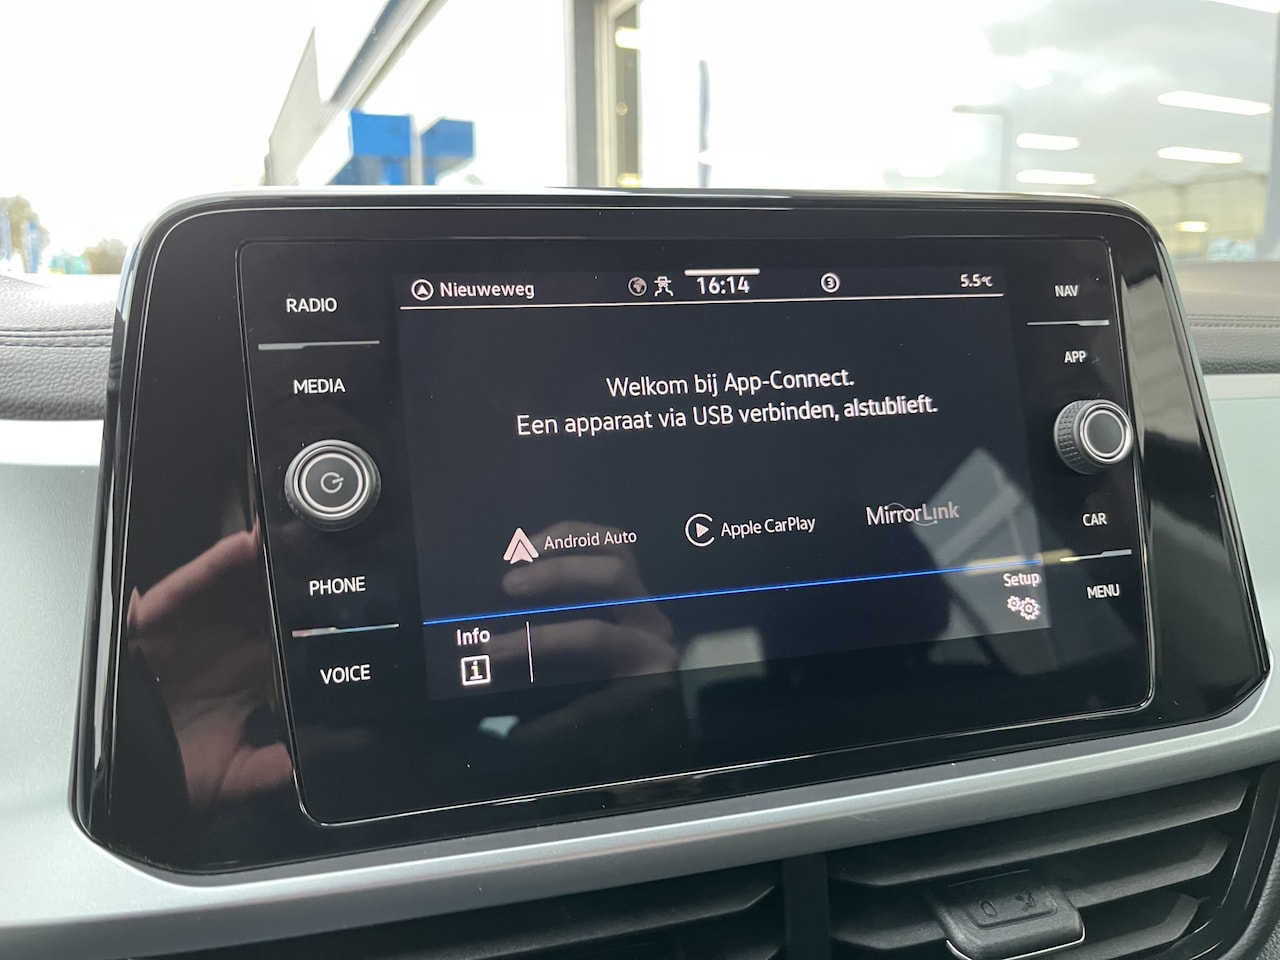 RADIO
MEDIA
PHONE
VOICE
Nieuweweg
16:14
3
5.5°C
Welkom bij App-Connect.
Een apparaat via USB verbinden, alstublieft.
Android Auto
Apple CarPlay
MirrorLink
Info
Setup
NAV
APP
CAR
MENU